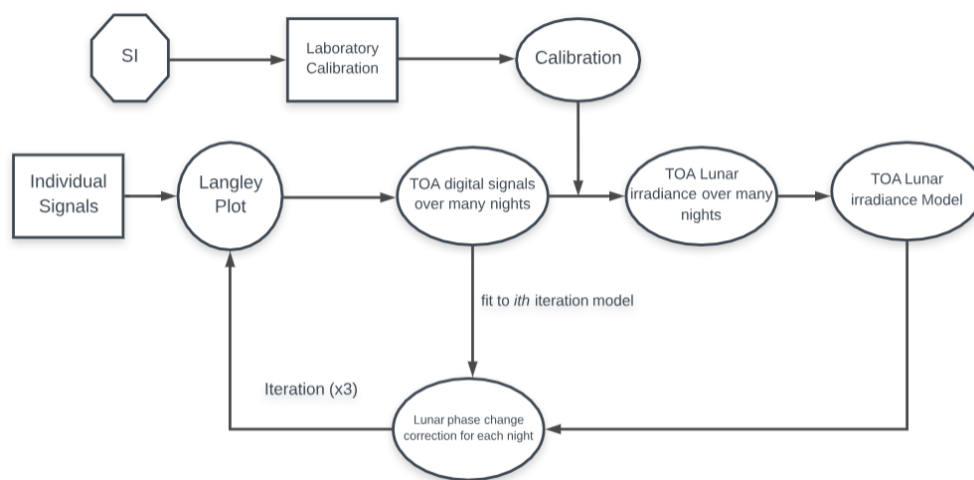 SI
Laboratory
Calibration
Calibration
Individual
Signals
Langley
Plot
TOA digital signals
over many nights
TOA Lunar
irradiance over many
nights
TOA Lunar
irradiance Model
fit to ith iteration model
Iteration (x3)
Lunar phase change
correction for each night